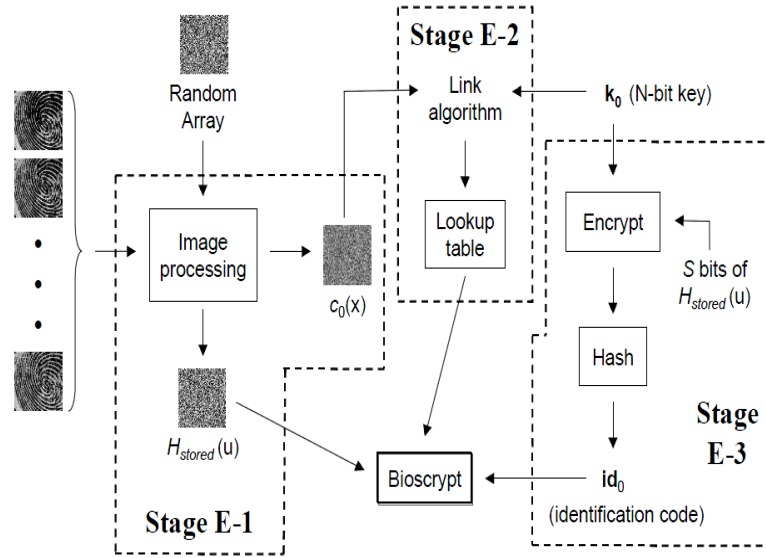 Stage E-2
Random
Array
Link
algorithm
k₀ (N-bit key)
Image
processing
c₀(x)
Lookup
table
Encrypt
S bits of
Hstored (u)
Hash
Hstored (u)
Stage E-1
Bioscrypt
id₀
(identification code)
Stage
E-3